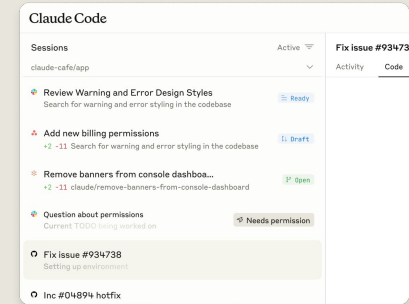 Claude Code
Sessions
Active
claude-cafe/app
Review Warning and Error Design Styles
Search for warning and error styling in the codebase
Ready
Add new billing permissions
+2 -11 Search for warning and error styling in the codebase
Draft
Remove banners from console dashboa...
+2 -11 claude/remove-banners-from-console-dashboard
Open
Question about permissions
Current TODO being worked on
Needs permission
Fix issue #934738
Setting up environment
Inc #04894 hotfix
Fix issue #93473
Activity
Code